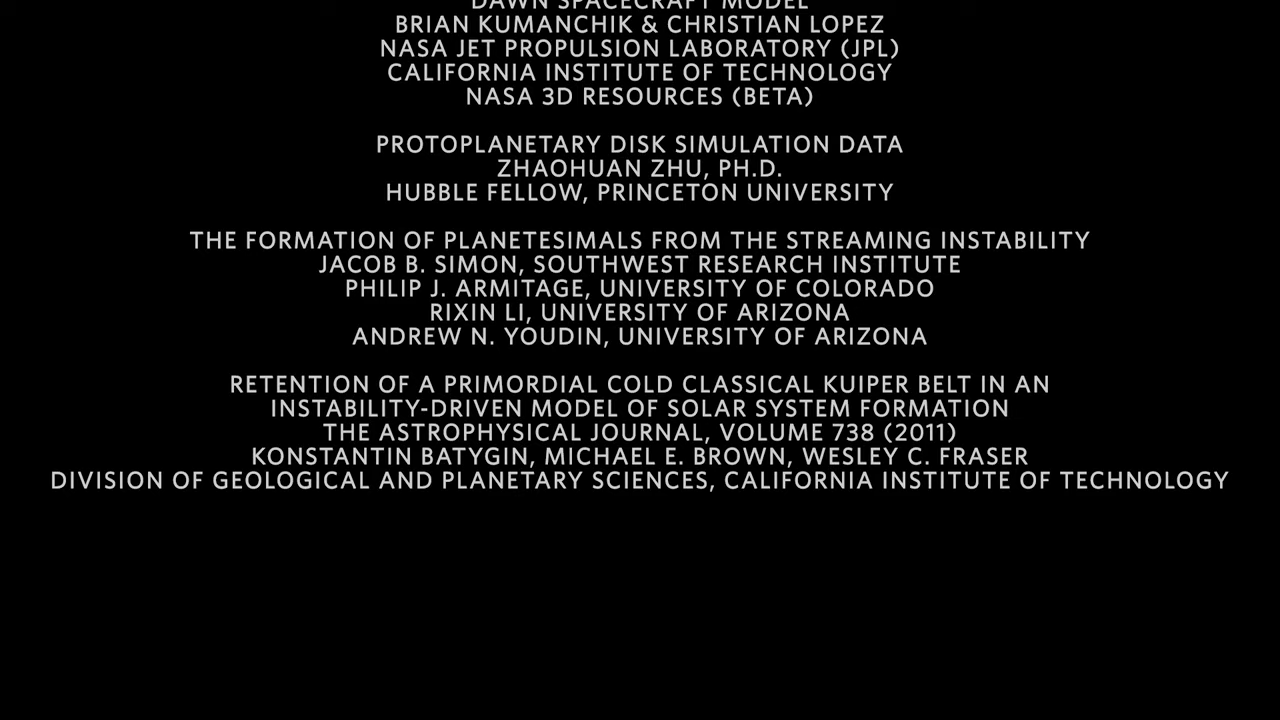 DAWN SPACECRAFT MODEL
BRIAN KUMANCHIK & CHRISTIAN LOPEZ
NASA JET PROPULSION LABORATORY (JPL)
CALIFORNIA INSTITUTE OF TECHNOLOGY
NASA 3D RESOURCES (BETA)
PROTOPLANETARY DISK SIMULATION DATA
ZHAOHUAN ZHU, PH.D.
HUBBLE FELLOW, PRINCETON UNIVERSITY
THE FORMATION OF PLANETESIMALS FROM THE STREAMING INSTABILITY
JACOB B. SIMON, SOUTHWEST RESEARCH INSTITUTE
PHILIP J. ARMITAGE, UNIVERSITY OF COLORADO
RIXIN LI, UNIVERSITY OF ARIZONA
ANDREW N. YOUDIN, UNIVERSITY OF ARIZONA
RETENTION OF A PRIMORDIAL COLD CLASSICAL KUIPER BELT IN AN
INSTABILITY-DRIVEN MODEL OF SOLAR SYSTEM FORMATION
THE ASTROPHYSICAL JOURNAL, VOLUME 738 (2011)
KONSTANTIN BATYGIN, MICHAEL E. BROWN, WESLEY C. FRASER
DIVISION OF GEOLOGICAL AND PLANETARY SCIENCES, CALIFORNIA INSTITUTE OF TECHNOLOGY